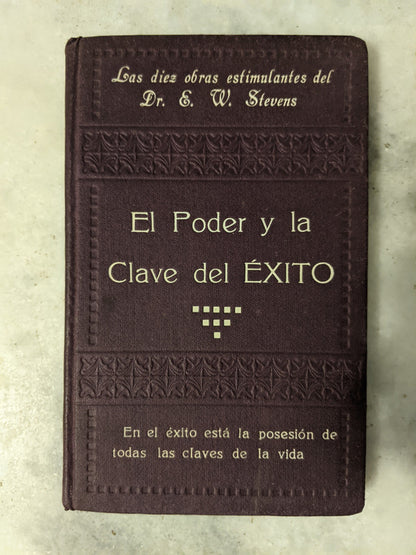 Las diez obras estimulantes del
Dr. E. W. Stevens
El Poder y la
Clave del ÉXITO
En el éxito está la posesión de
todas las claves de la vida